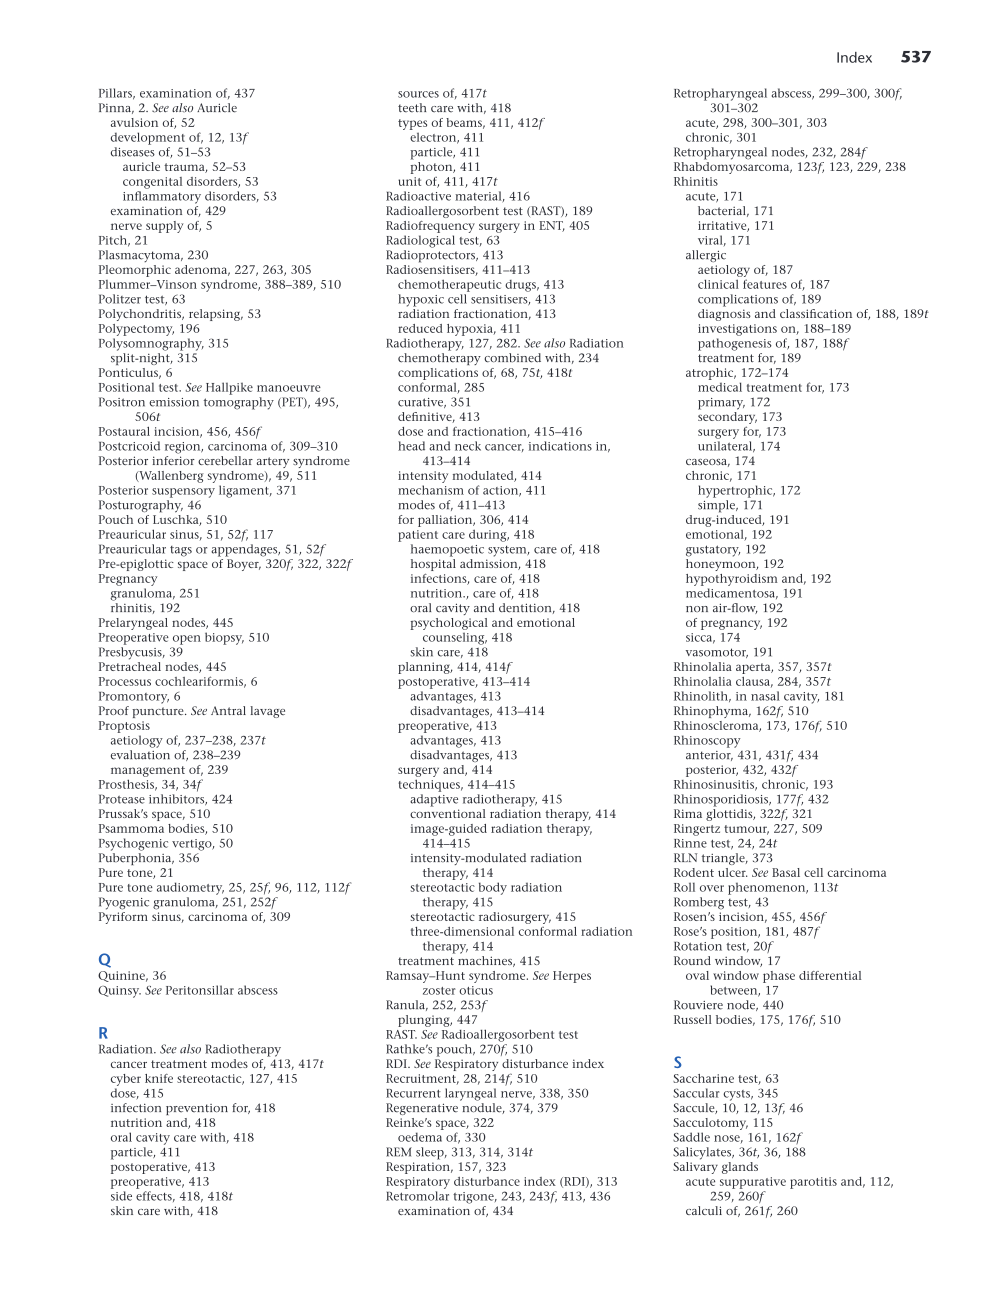 Index 537
Pillars, examination of, 437
Pinna, 2. See also Auricle
avulsion of, 52
development of, 12, 13f
diseases of, 51–53
auricle trauma, 52–53
congenital disorders, 53
inflammatory disorders, 53
examination of, 429
nerve supply of, 5
Pitch, 21
Plasmacytoma, 230
Pleomorphic adenoma, 227, 263, 305
Plummer–Vinson syndrome, 388–389, 510
Politzer test, 63
Polychondritis, relapsing, 53
Polypectomy, 196
Polysomnography, 315
split-night, 315
Ponticulus, 6
Positional test. See Hallpike manoeuvre
Positron emission tomography (PET), 495,
506t
Postaural incision, 456, 456f
Postcricoid region, carcinoma of, 309–310
Posterior inferior cerebellar artery syndrome
(Wallenberg syndrome), 49, 511
Posterior suspensory ligament, 371
Posturography, 46
Pouch of Luschka, 510
Preauricular sinus, 51, 52f, 117
Preauricular tags or appendages, 51, 52f
Pre-epiglottic space of Boyer, 320f, 322, 322f
Pregnancy
granuloma, 251
rhinitis, 192
Prelaryngeal nodes, 445
Preoperative open biopsy, 510
Presbycusis, 39
Pretracheal nodes, 445
Processus cochleariformis, 6
Promontory, 6
Proof puncture. See Antral lavage
Proptosis
aetiology of, 237–238, 237t
evaluation of, 238–239
management of, 239
Prosthesis, 34, 34f
Protease inhibitors, 424
Prussak's space, 510
Psammoma bodies, 510
Psychogenic vertigo, 50
Puberphonia, 356
Pure tone, 21
Pure tone audiometry, 25, 25f, 96, 112, 112f
Pyogenic granuloma, 251, 252f
Pyriform sinus, carcinoma of, 309
Q
Quinine, 36
Quinsy. See Peritonsillar abscess
R
Radiation. See also Radiotherapy
cancer treatment modes of, 413, 417t
cyber knife stereotactic, 127, 415
dose, 415
infection prevention for, 418
nutrition and, 418
oral cavity care with, 418
particle, 411
postoperative, 413
preoperative, 413
side effects, 418, 418t
skin care with, 418
sources of, 417t
teeth care with, 418
types of beams, 411, 412f
electron, 411
particle, 411
photon, 411
unit of, 411, 417t
Radioactive material, 416
Radioallergosorbent test (RAST), 189
Radiofrequency surgery in ENT, 405
Radiological test, 63
Radioprotectors, 413
Radiosensitisers, 411–413
chemotherapeutic drugs, 413
hypoxic cell sensitisers, 413
radiation fractionation, 413
reduced hypoxia, 411
Radiotherapy, 127, 282. See also Radiation
chemotherapy combined with, 234
complications of, 68, 75t, 418t
conformal, 285
curative, 351
definitive, 413
dose and fractionation, 415–416
head and neck cancer, indications in,
413–414
intensity modulated, 414
mechanism of action, 411
modes of, 411–413
for palliation, 306, 414
patient care during, 418
haemopoetic system, care of, 418
hospital admission, 418
infections, care of, 418
nutrition., care of, 418
oral cavity and dentition, 418
psychological and emotional
counseling, 418
skin care, 418
planning, 414, 414f
postoperative, 413–414
advantages, 413
disadvantages, 413–414
preoperative, 413
advantages, 413
disadvantages, 413
surgery and, 414
techniques, 414–415
adaptive radiotherapy, 415
conventional radiation therapy, 414
image-guided radiation therapy,
414–415
intensity-modulated radiation
therapy, 414
stereotactic body radiation
therapy, 415
stereotactic radiosurgery, 415
three-dimensional conformal radiation
therapy, 414
treatment machines, 415
Ramsay–Hunt syndrome. See Herpes
zoster oticus
Ranula, 252, 253f
plunging, 447
RAST. See Radioallergosorbent test
Rathke's pouch, 270f, 510
RDI. See Respiratory disturbance index
Recruitment, 28, 214f, 510
Recurrent laryngeal nerve, 338, 350
Regenerative nodule, 374, 379
Reinke's space, 322
oedema of, 330
REM sleep, 313, 314, 314t
Respiration, 157, 323
Respiratory disturbance index (RDI), 313
Retromolar trigone, 243, 243f, 413, 436
examination of, 434
Retropharyngeal abscess, 299–300, 300f,
301–302
acute, 298, 300–301, 303
chronic, 301
Retropharyngeal nodes, 232, 284f
Rhabdomyosarcoma, 123f, 123, 229, 238
Rhinitis
acute, 171
bacterial, 171
irritative, 171
viral, 171
allergic
aetiology of, 187
clinical features of, 187
complications of, 189
diagnosis and classification of, 188, 189t
investigations on, 188–189
pathogenesis of, 187, 188f
treatment for, 189
atrophic, 172–174
medical treatment for, 173
primary, 172
secondary, 173
surgery for, 173
unilateral, 174
caseosa, 174
chronic, 171
hypertrophic, 172
simple, 171
drug-induced, 191
emotional, 192
gustatory, 192
honeymoon, 192
hypothyroidism and, 192
medicamentosa, 191
non air-flow, 192
of pregnancy, 192
sicca, 174
vasomotor, 191
Rhinolalia aperta, 357, 357t
Rhinolalia clausa, 284, 357t
Rhinolith, in nasal cavity, 181
Rhinophyma, 162f, 510
Rhinoscleroma, 173, 176f, 510
Rhinoscopy
anterior, 431, 431f, 434
posterior, 432, 432f
Rhinosinusitis, chronic, 193
Rhinosporidiosis, 177f, 432
Rima glottidis, 322f, 321
Ringertz tumour, 227, 509
Rinne test, 24, 24t
RLN triangle, 373
Rodent ulcer. See Basal cell carcinoma
Roll over phenomenon, 113t
Romberg test, 43
Rosen's incision, 455, 456f
Rose's position, 181, 487f
Rotation test, 20f
Round window, 17
oval window phase differential
between, 17
Rouviere node, 440
Russell bodies, 175, 176f, 510
S
Saccharine test, 63
Saccular cysts, 345
Saccule, 10, 12, 13f, 46
Sacculotomy, 115
Saddle nose, 161, 162f
Salicylates, 36t, 36, 188
Salivary glands
acute suppurative parotitis and, 112,
259, 260f
calculi of, 261f, 260